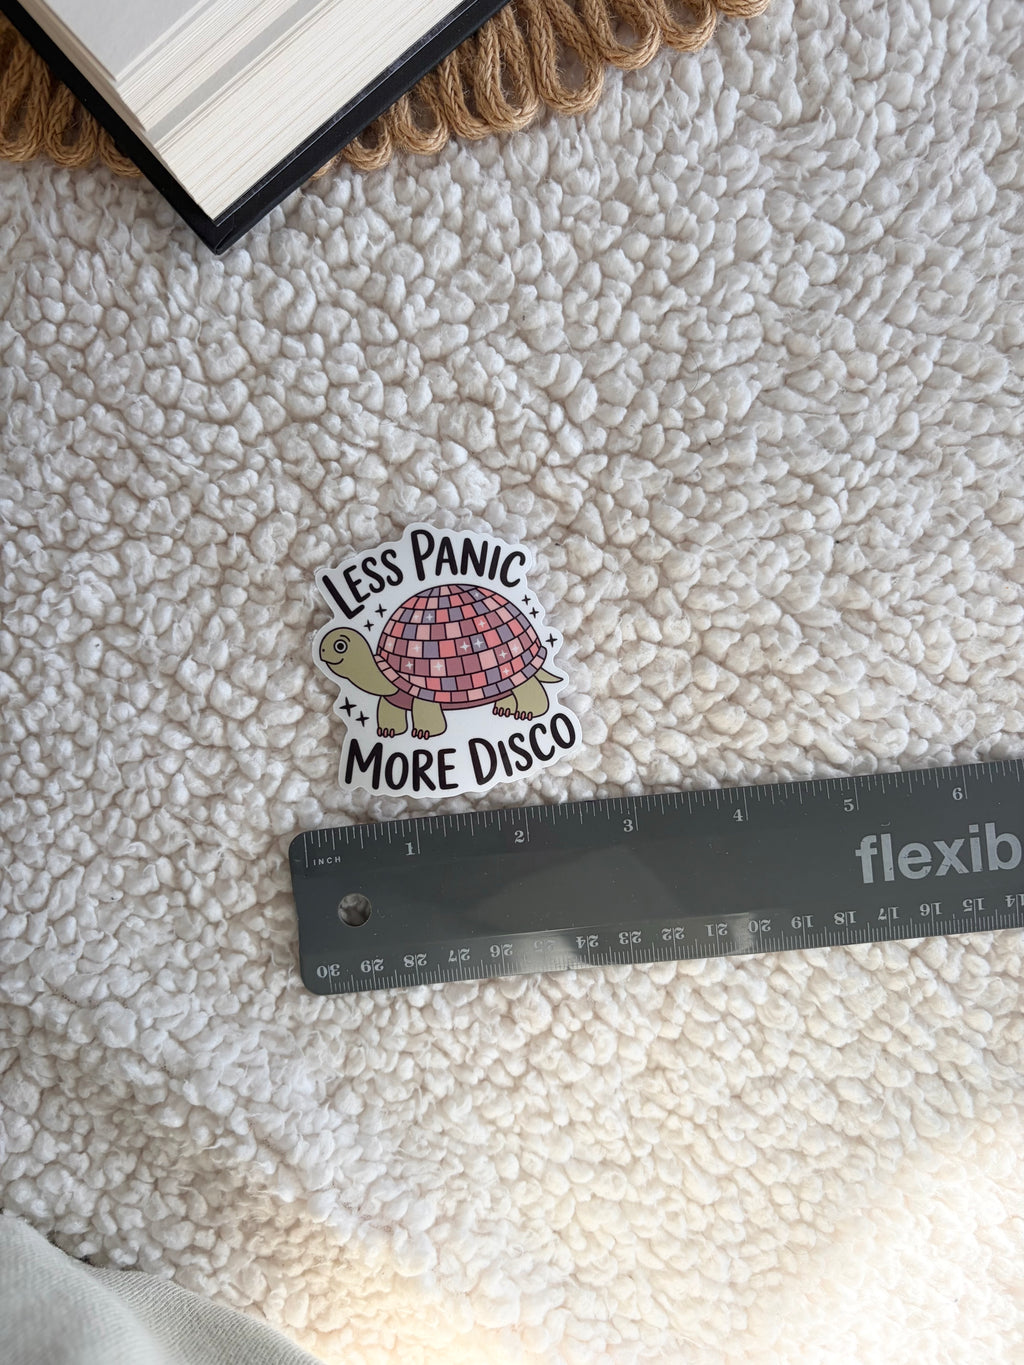 LESS PANIC
MORE DISCO
1 2 3 4 5 6
INCH
flexib
30 29 28 27 26 25 24 23 22 21 20 19 18 17 16 15 14